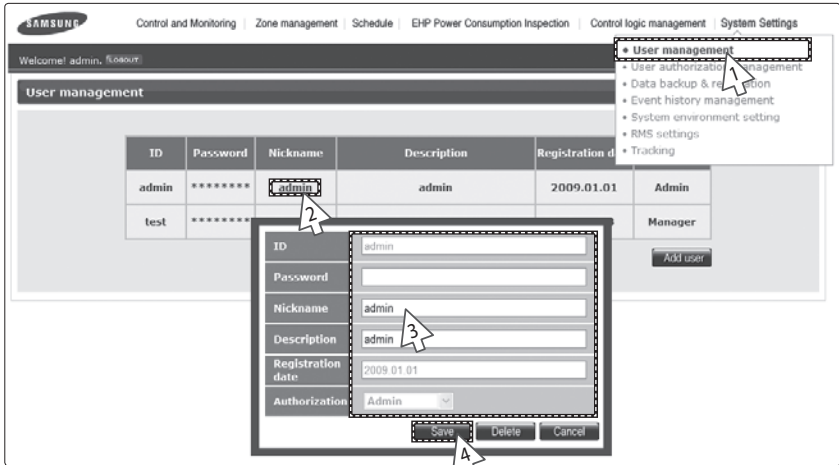 SAMSUNG Control and Monitoring | Zone management | Schedule | EHP Power Consumption Inspection | Control logic management | System Settings
Welcome! admin. LOGOUT
• User management
• User authorization management
• Data backup &
• Event history management
• System environment setting
• RMS settings
• Tracking
1
User management
ID Password Nickname Description Registration
admin ******** admin admin 2009.01.01 Admin
2
test ******** Manager
Add user
ID admin
Password
Nickname admin
3
Description admin
Registration date 2009.01.01
Authorization Admin
Save Delete Cancel
4